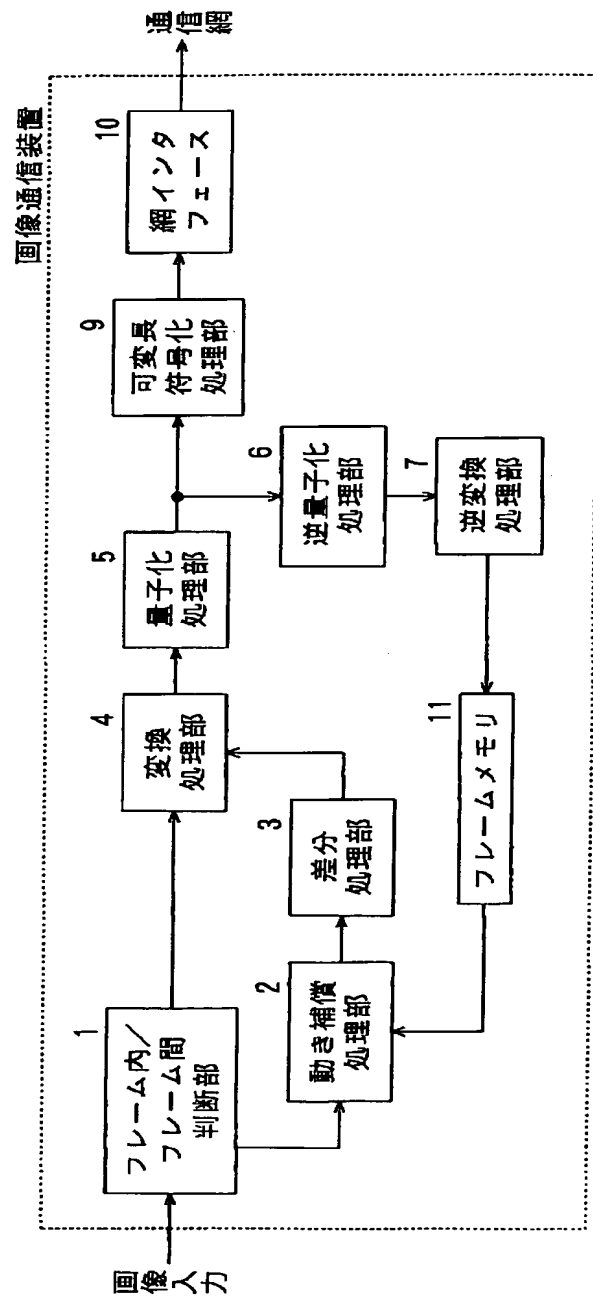 画像通信装置
画像入力
1
フレーム内／
フレーム間
判断部
2
動き補償
処理部
3
差分
処理部
4
変換
処理部
5
量子化
処理部
6
逆量子化
処理部
7
逆変換
処理部
11
フレームメモリ
9
可変長
符号化
処理部
10
網インタ
フェース
通信網